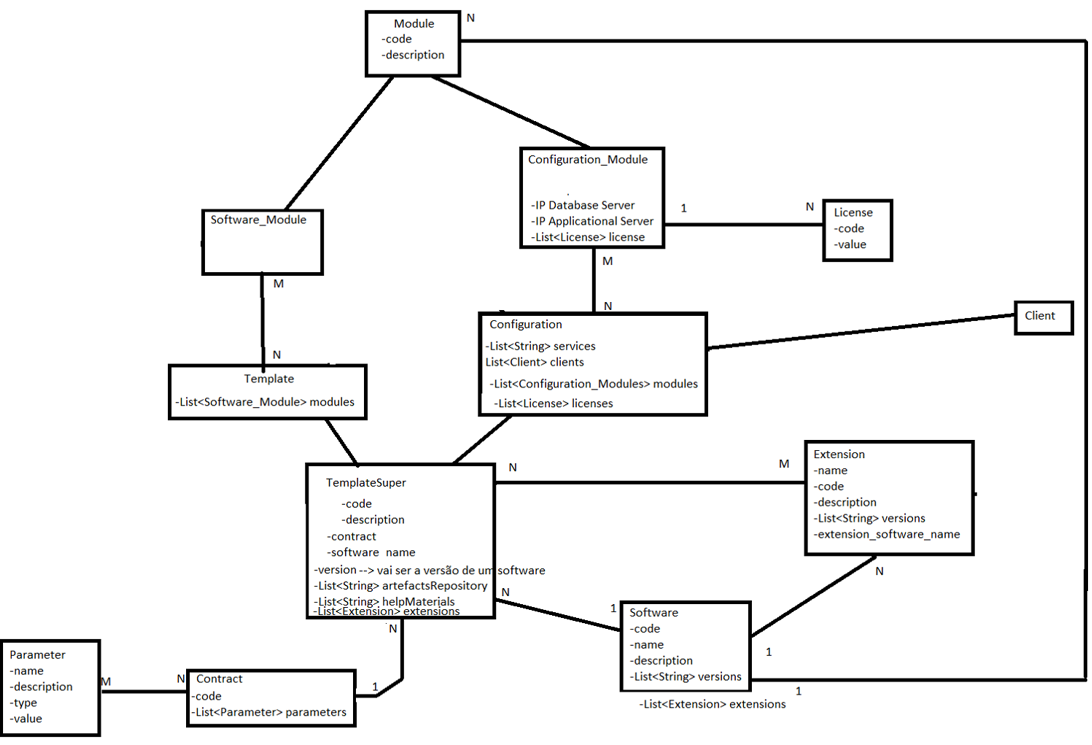 Module
-code
-description
N
Configuration_Module
-IP Database Server
-IP Applicational Server
-List<License> license
1
N
License
-code
-value
Software_Module
M
N
M
N
Template
-List<Software_Module> modules
Configuration
-List<String> services
List<Client> clients
-List<Configuration_Modules> modules
-List<License> licenses
Client
TemplateSuper
-code
-description
-contract
-software name
-version --> vai ser a versão de um software
-List<String> artefactsRepository
-List<String> helpMaterials
-List<Extension> extensions
N
M
Extension
-name
-code
-description
-List<String> versions
-extension_software_name
N
N
1
Software
-code
-name
-description
-List<String> versions
-List<Extension> extensions
1
1
N
1
Parameter
-name
-description
-type
-value
M
N
Contract
-code
-List<Parameter> parameters